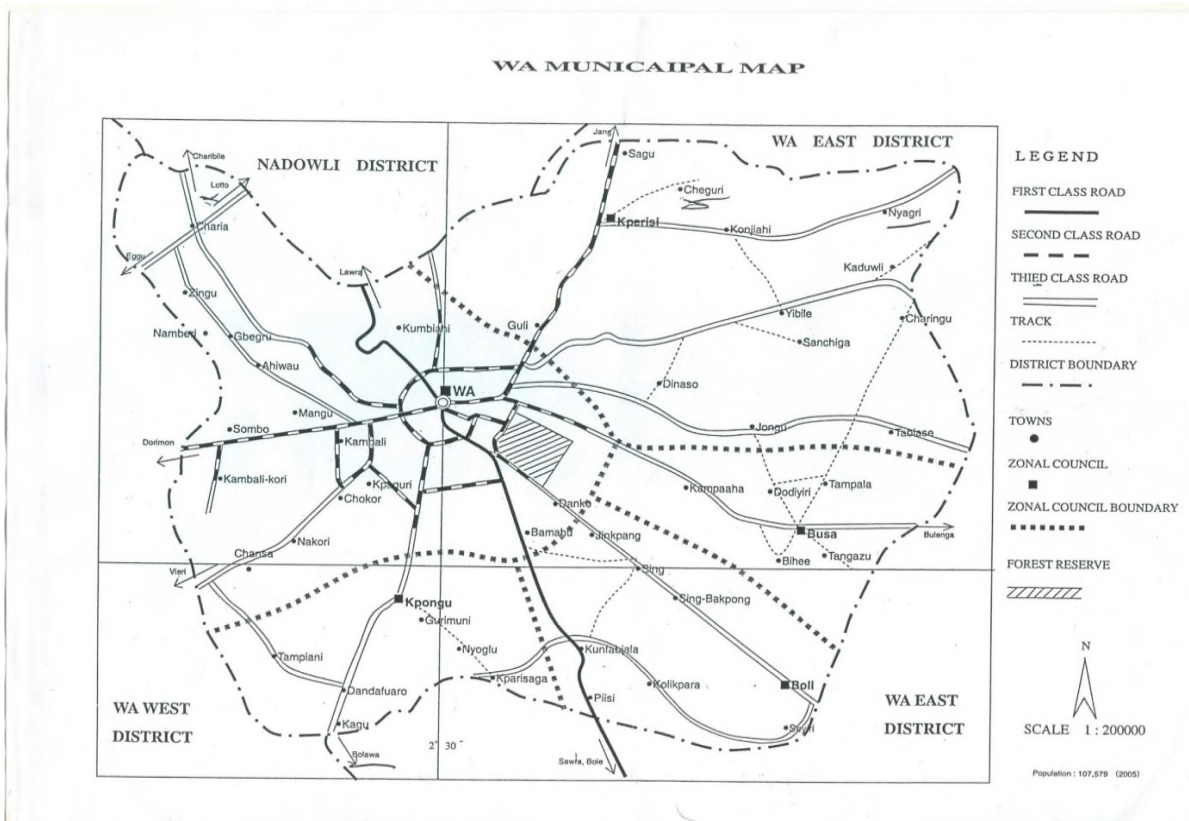 WA MUNICAIPAL MAP
NADOWLI DISTRICT
WA EAST DISTRICT
Jang
Sagu
Charibile
Lotto
Cheguri
Charia
Kperisi
Nyagri
Konjiahi
Eggu
Lawra
Kaduwli
Zingu
Yibile
Charingu
Kumbiahi
Guli
Gbegru
Sanchiga
Ahiwau
Dinaso
WA
Mangu
Sombo
Jongu
Dorimon
Kambali
Kambali-kori
Kpaguri
Chokor
Kampaaha
Dodiyiri
Tampala
Danko
Bamahu
Jinkpang
Busa
Bulenga
Nakori
Chansa
Bihee
Tangazu
Vieri
Sing
Kpongu
Sing-Bakpong
Gurimuni
Nyoglu
Tampiani
Kparisaga
Kolikpara
Boli
Dandafuaro
Piisi
WA WEST
DISTRICT
Kagu
WA EAST
DISTRICT
2° 30´
Sawla, Bole
LEGEND
FIRST CLASS ROAD
SECOND CLASS ROAD
THIED CLASS ROAD
TRACK
DISTRICT BOUNDARY
TOWNS
ZONAL COUNCIL
ZONAL COUNCIL BOUNDARY
FOREST RESERVE
N
SCALE 1 : 200000
Population : 107,579 (2005)